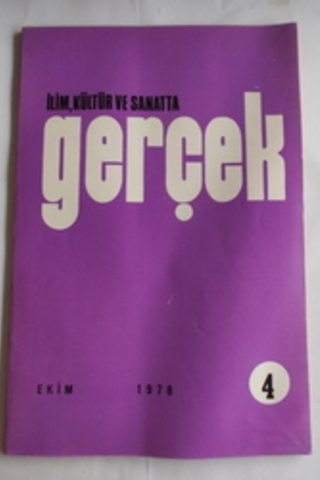 İLİM, KÜLTÜR VE SANATTA
gerçek
EKİM 1978
4